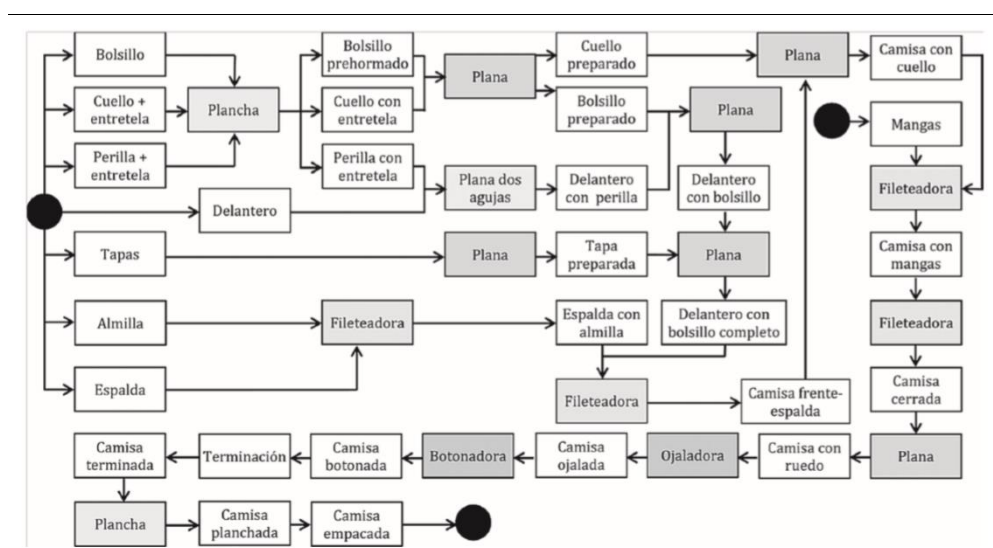 Bolsillo
Bolsillo
prehormado
Plana
Cuello
preparado
Plana
Camisa con
cuello
Cuello +
entretela
Plancha
Cuello con
entretela
Bolsillo
preparado
Plana
Mangas
Perilla +
entretela
Perilla con
entretela
Plana dos
agujas
Delantero
con perilla
Delantero
con bolsillo
Fileteadora
Delantero
Tapas
Plana
Tapa
preparada
Plana
Camisa con
mangas
Almilla
Fileteadora
Espalda con
almilla
Delantero con
bolsillo completo
Fileteadora
Espalda
Fileteadora
Camisa frente-
espalda
Camisa
cerrada
Camisa
terminada
Terminación
Camisa
botonada
Botonadora
Camisa
ojalada
Ojaladora
Camisa con
ruedo
Plana
Plancha
Camisa
planchada
Camisa
empacada